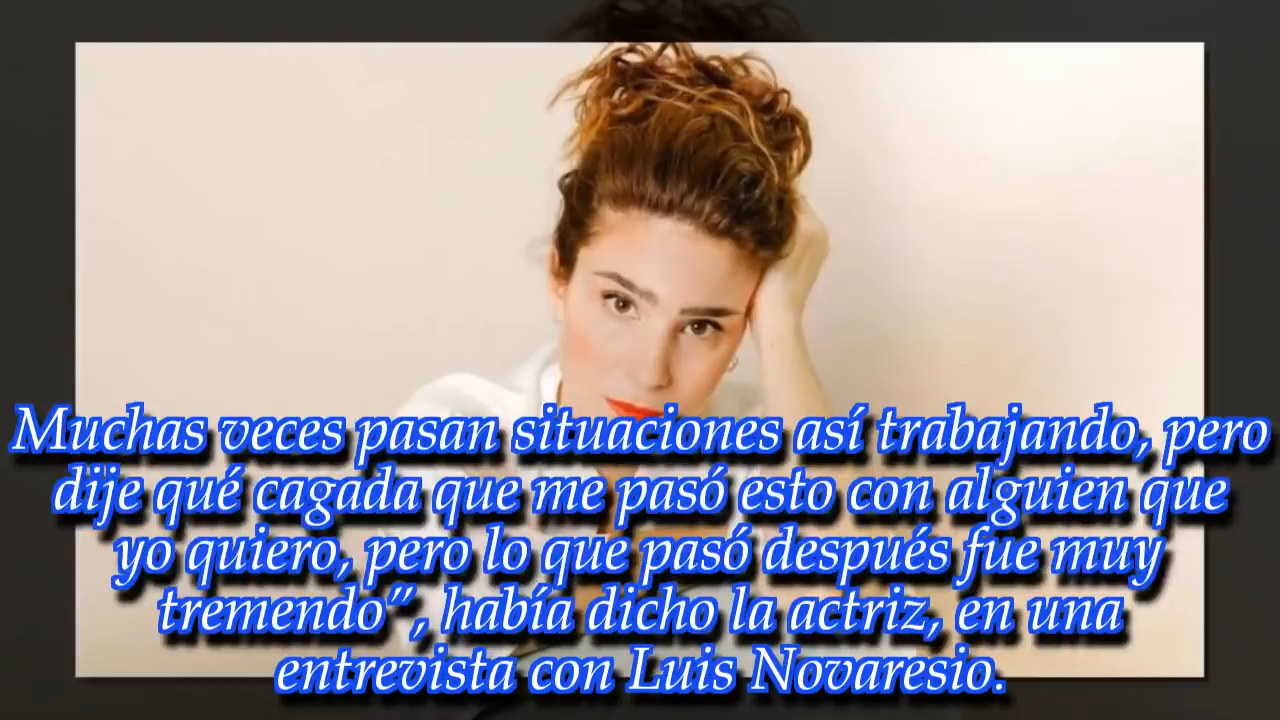 Muchas veces pasan situaciones así trabajando, pero
dije qué cagada que me pasó esto con alguien que
yo quiero, pero lo que pasó después fue muy
tremendo”, había dicho la actriz, en una
entrevista con Luis Novaresio.